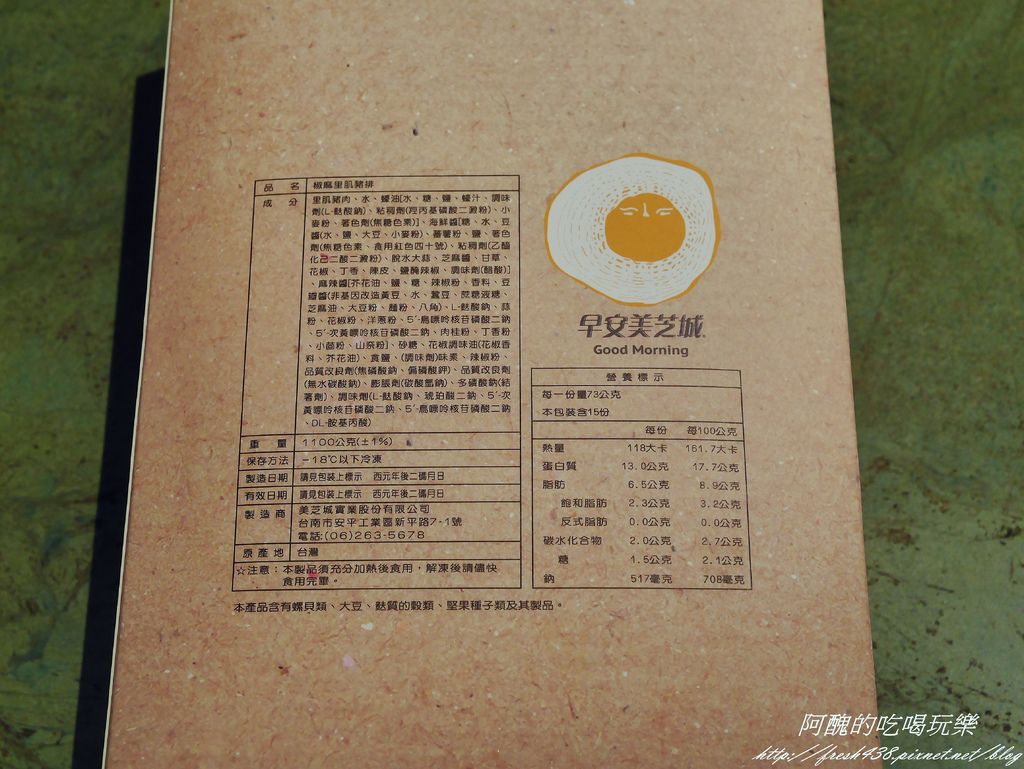 品名 椒麻里肌豬排
成分 里肌豬肉、水、蠔油[水、糖、鹽、蠔汁、調味
劑(L-麩酸鈉)、粘稠劑(羥丙基磷酸二澱粉)、小
麥粉、著色劑(焦糖色素)]、海鮮醬[糖、水、豆
醬(水、鹽、大豆、小麥粉)、蕃薯粉、鹽、著色
劑(焦糖色素、食用紅色四十號)、粘稠劑(乙醯
化己二酸二澱粉)、脫水大蒜、芝麻醬、甘草、
花椒、丁香、陳皮、鹽醃辣椒、調味劑(醋酸)]
、麻辣醬[芥花油、鹽、糖、辣椒粉、香料、豆
瓣醬(非基因改造黃豆、水、蠶豆、蔗糖液糖、
芝麻油、大豆粉、麵粉、八角)、L-麩酸鈉、蒜
粉、花椒粉、洋蔥粉、5'-鳥嘌呤核苷磷酸二鈉
、5'-次黃嘌呤核苷磷酸二鈉、肉桂粉、丁香粉
、小茴粉、山奈粉]、砂糖、花椒調味油(花椒香
料、芥花油)、食鹽、(調味劑)味素、辣椒粉、
品質改良劑(焦磷酸鈉、偏磷酸鉀)、品質改良劑
(無水碳酸鈉)、膨脹劑(碳酸氫鈉)、多磷酸鈉(結
著劑)、調味劑(L-麩酸鈉、琥珀酸二鈉、5'-次
黃嘌呤核苷磷酸二鈉、5'-鳥嘌呤核苷磷酸二鈉
、DL-胺基丙酸)
重量 1100公克(±1%)
保存方法 -18℃以下冷凍
製造日期 請見包裝上標示 西元年後二碼月日
有效日期 請見包裝上標示 西元年後二碼月日
製造商 美芝城實業股份有限公司
台南市安平工業區新平路7-1號
電話:(06)263-5678
原產地 台灣
☆注意：本製品須充分加熱後食用，解凍後請儘快
食用完畢。
本產品含有螺貝類、大豆、麩質的穀類、堅果種子類及其製品。
早安美芝城
Good Morning
營養標示
每一份量73公克
本包裝含15份
每份 每100公克
熱量 118大卡 161.7大卡
蛋白質 13.0公克 17.7公克
脂肪 6.5公克 8.9公克
飽和脂肪 2.3公克 3.2公克
反式脂肪 0.0公克 0.0公克
碳水化合物 2.0公克 2.7公克
糖 1.5公克 2.1公克
鈉 517毫克 708毫克
阿醜的吃喝玩樂
http://fresh438.pixnet.net/blog